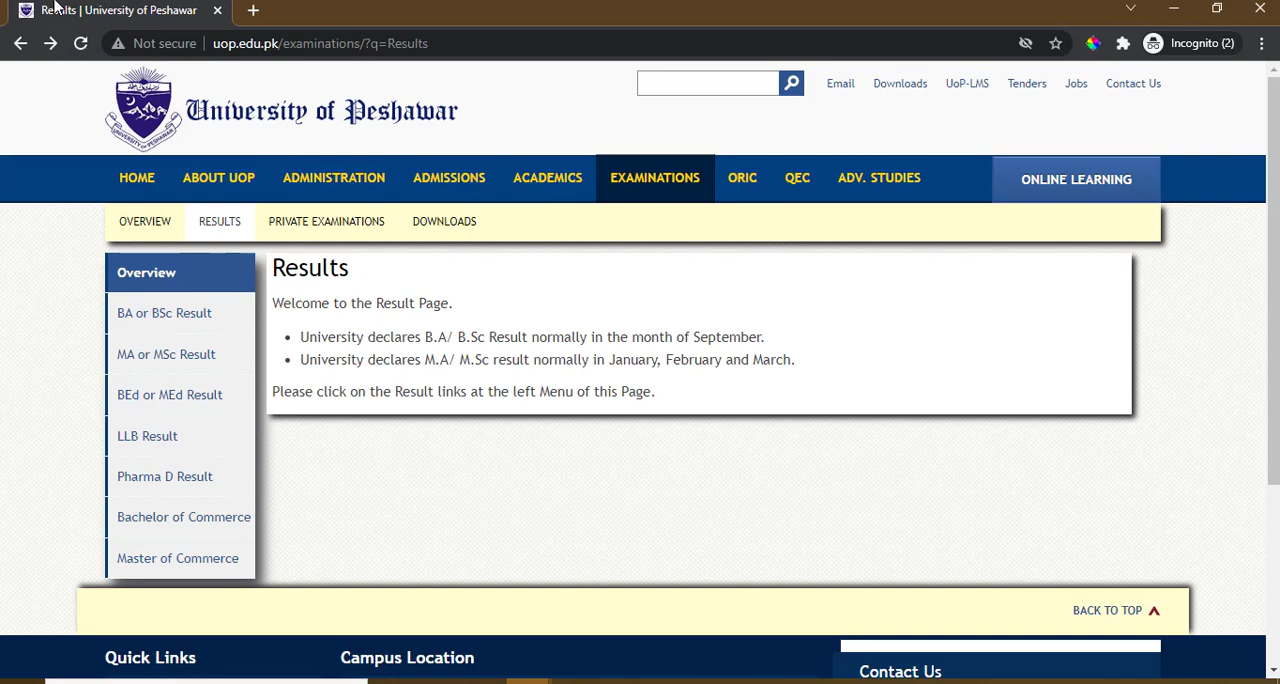 Results | University of Peshawar
Not secure
uop.edu.pk/examinations/?q=Results
Incognito (2)
University of Peshawar
Email
Downloads
UoP-LMS
Tenders
Jobs
Contact Us
HOME
ABOUT UOP
ADMINISTRATION
ADMISSIONS
ACADEMICS
EXAMINATIONS
ORIC
QEC
ADV. STUDIES
ONLINE LEARNING
OVERVIEW
RESULTS
PRIVATE EXAMINATIONS
DOWNLOADS
Overview
BA or BSc Result
MA or MSc Result
BEd or MEd Result
LLB Result
Pharma D Result
Bachelor of Commerce
Master of Commerce
Results
Welcome to the Result Page.
• University declares B.A/ B.Sc Result normally in the month of September.
• University declares M.A/ M.Sc result normally in January, February and March.
Please click on the Result links at the left Menu of this Page.
BACK TO TOP
Quick Links
Campus Location
Contact Us